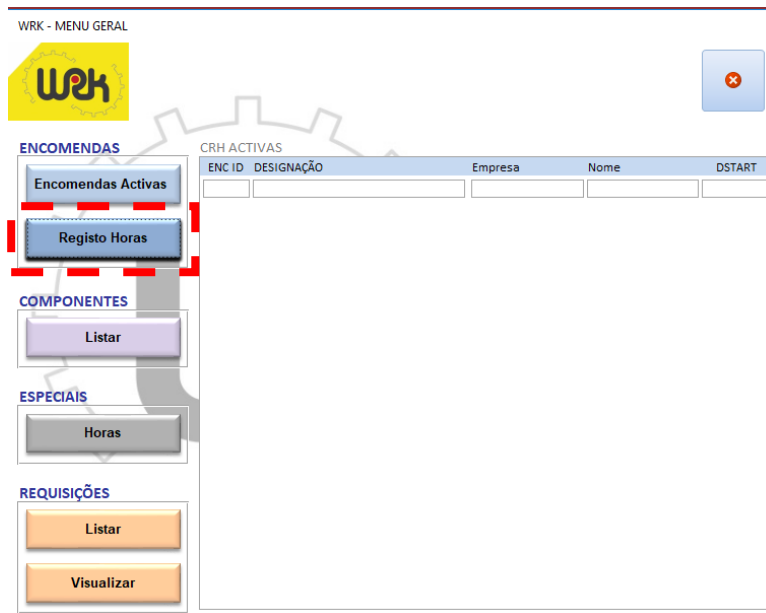 WRK - MENU GERAL
WRK
ENCOMENDAS
Encomendas Activas
Registo Horas
COMPONENTES
Listar
ESPECIAIS
Horas
REQUISIÇÕES
Listar
Visualizar
CRH ACTIVAS
ENC ID DESIGNAÇÃO Empresa Nome DSTART